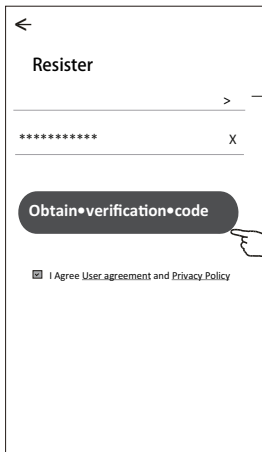 Resister
>
*********** X
Obtain•verification•code
I Agree User agreement and Privacy Policy